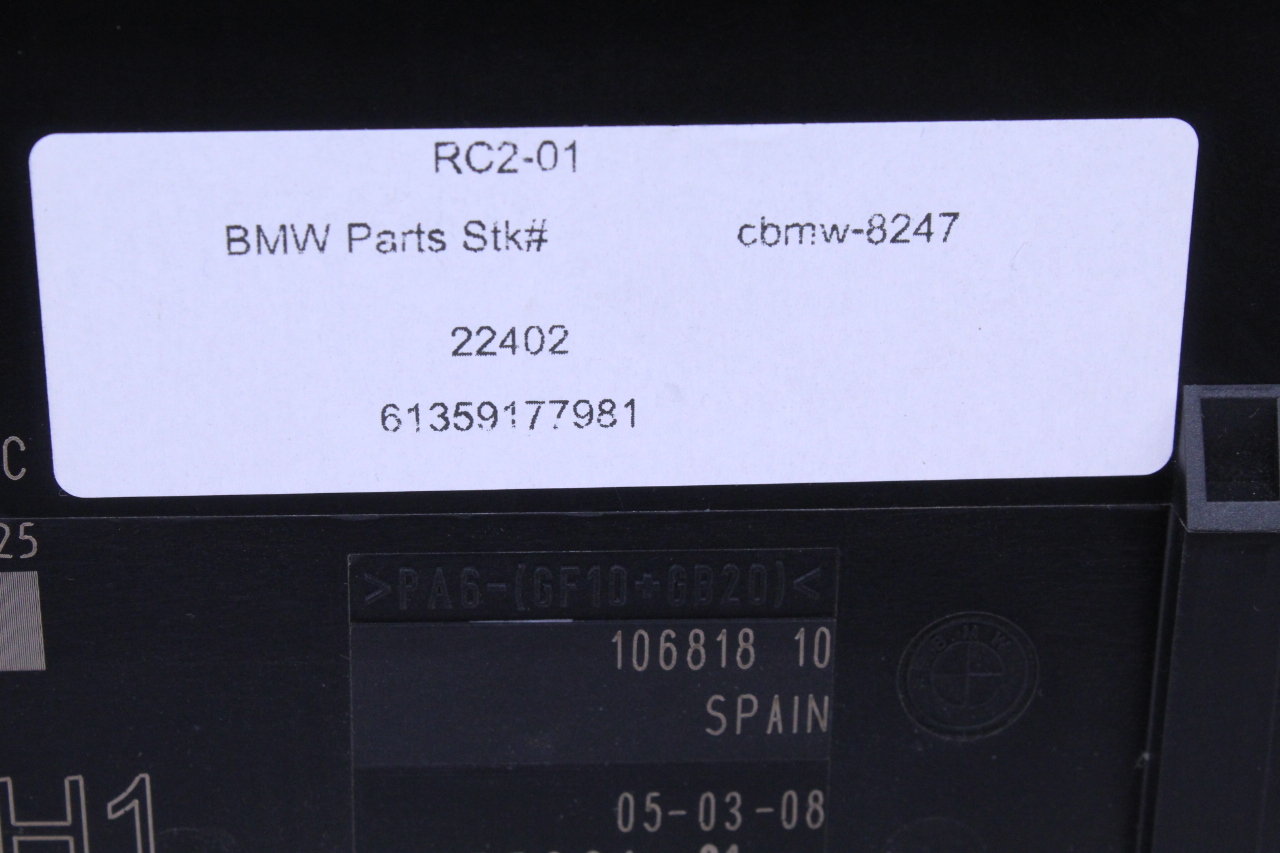 RC2-01
BMW Parts Stk# cbmw-8247
22402
61359177981
C
25
>PA6-(GF10+GB20)<
106818 10
SPAIN
BMW
05-03-08
H1